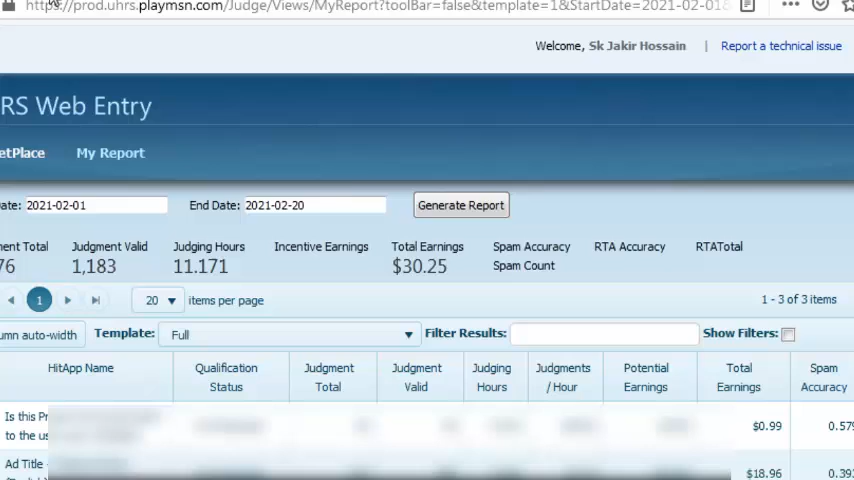 https://prod.uhrs.playmsn.com/Judge/Views/MyReport?toolBar=false&template=1&StartDate=2021-02-01&
Welcome, Sk Jakir Hossain | Report a technical issue
RS Web Entry
etPlace My Report
ate: 2021-02-01 End Date: 2021-02-20 Generate Report
ment Total Judgment Valid Judging Hours Incentive Earnings Total Earnings Spam Accuracy RTA Accuracy RTATotal
76 1,183 11.171 $30.25 Spam Count
1 20 items per page 1 - 3 of 3 items
umn auto-width Template: Full Filter Results: Show Filters:
HitApp Name Qualification Status Judgment Total Judgment Valid Judging Hours Judgments / Hour Potential Earnings Total Earnings Spam Accuracy
Is this Pr
to the us $0.99 0.579
Ad Title - $18.96 0.393